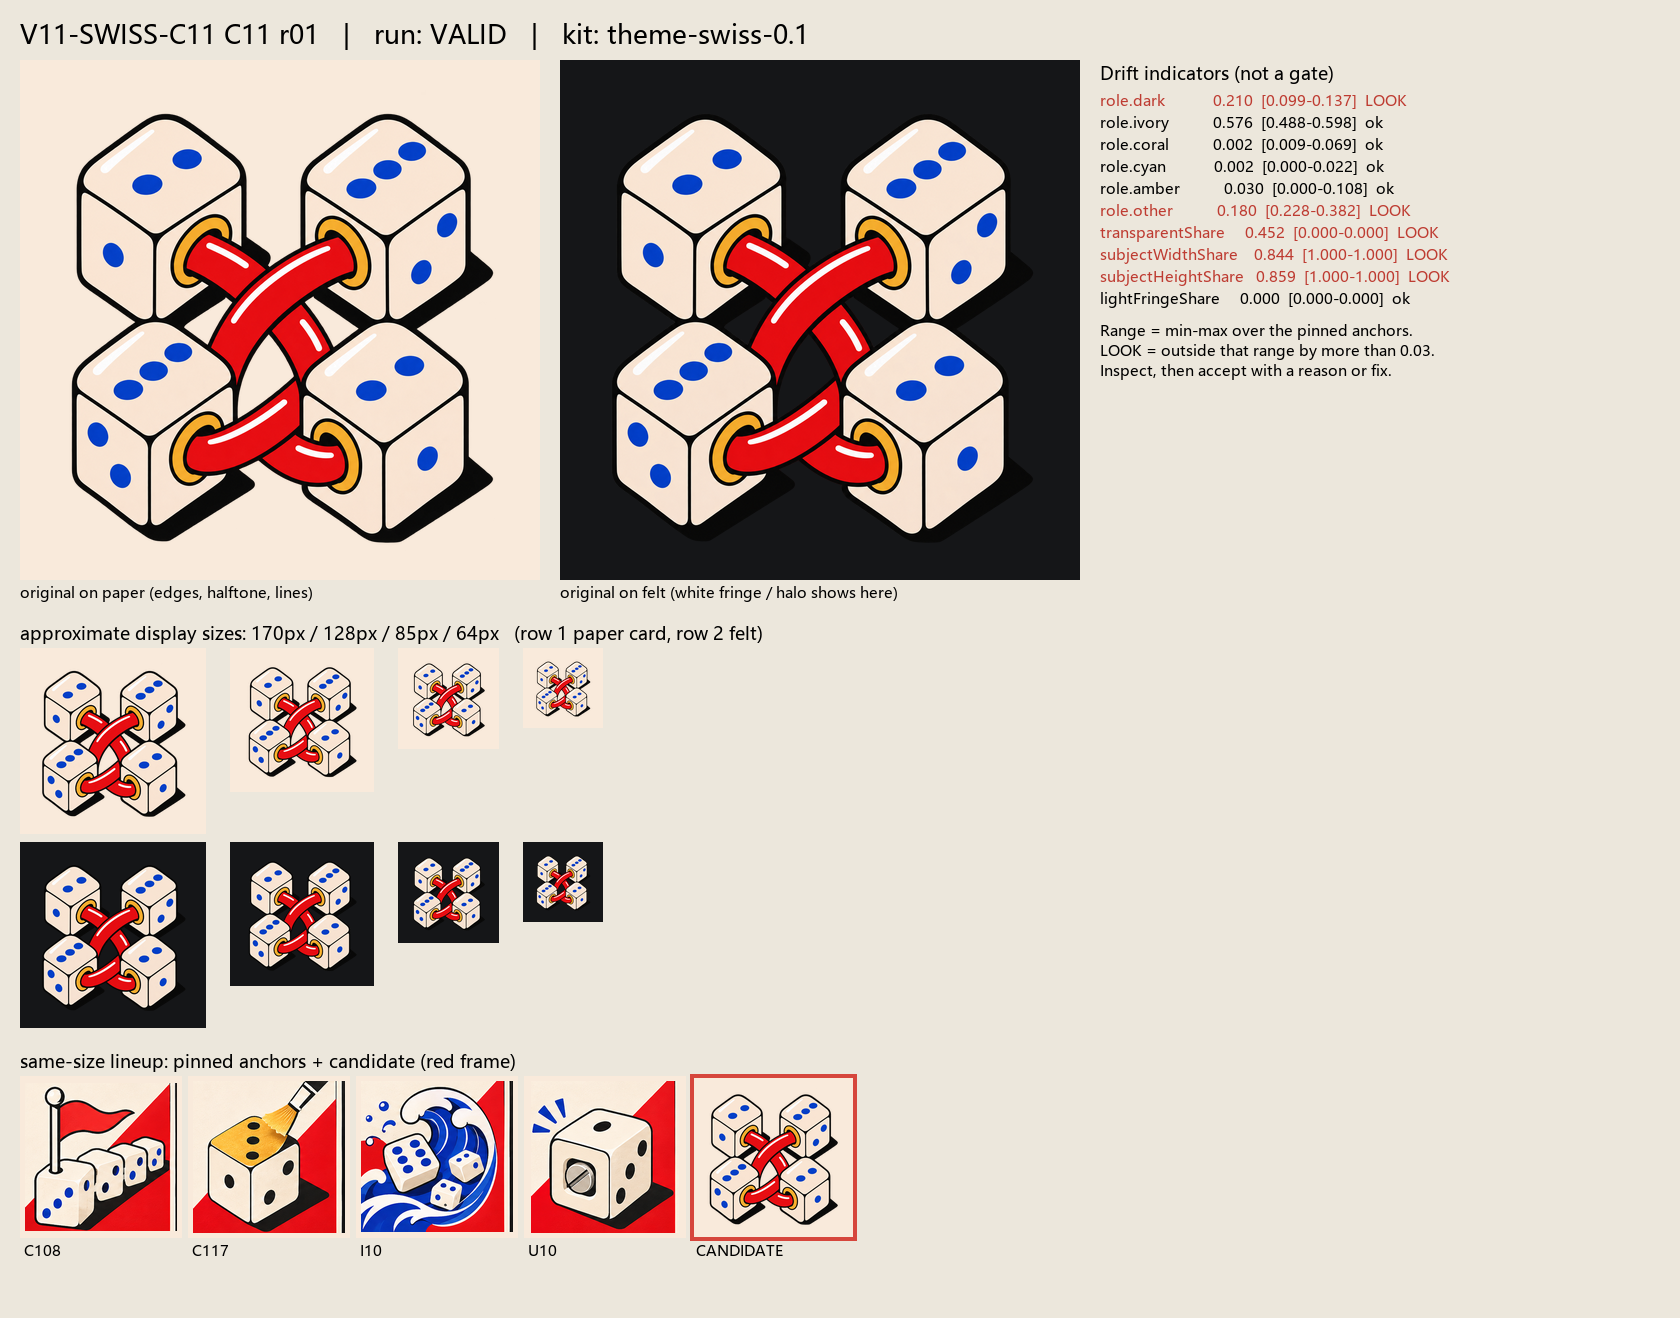 V11-SWISS-C11 C11 r01 | run: VALID | kit: theme-swiss-0.1
Drift indicators (not a gate)
role.dark 0.210 [0.099-0.137] LOOK
role.ivory 0.576 [0.488-0.598] ok
role.coral 0.002 [0.009-0.069] ok
role.cyan 0.002 [0.000-0.022] ok
role.amber 0.030 [0.000-0.108] ok
role.other 0.180 [0.228-0.382] LOOK
transparentShare 0.452 [0.000-0.000] LOOK
subjectWidthShare 0.844 [1.000-1.000] LOOK
subjectHeightShare 0.859 [1.000-1.000] LOOK
lightFringeShare 0.000 [0.000-0.000] ok
Range = min-max over the pinned anchors.
LOOK = outside that range by more than 0.03.
Inspect, then accept with a reason or fix.
original on paper (edges, halftone, lines)
original on felt (white fringe / halo shows here)
approximate display sizes: 170px / 128px / 85px / 64px (row 1 paper card, row 2 felt)
same-size lineup: pinned anchors + candidate (red frame)
C108
C117
I10
U10
CANDIDATE